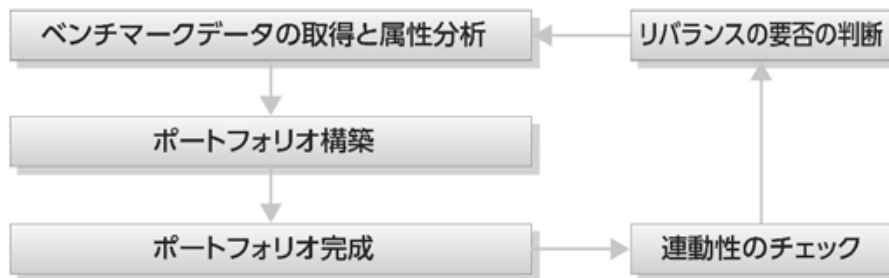 ベンチマークデータの取得と属性分析
リバランスの要否の判断
ポートフォリオ構築
ポートフォリオ完成
連動性のチェック